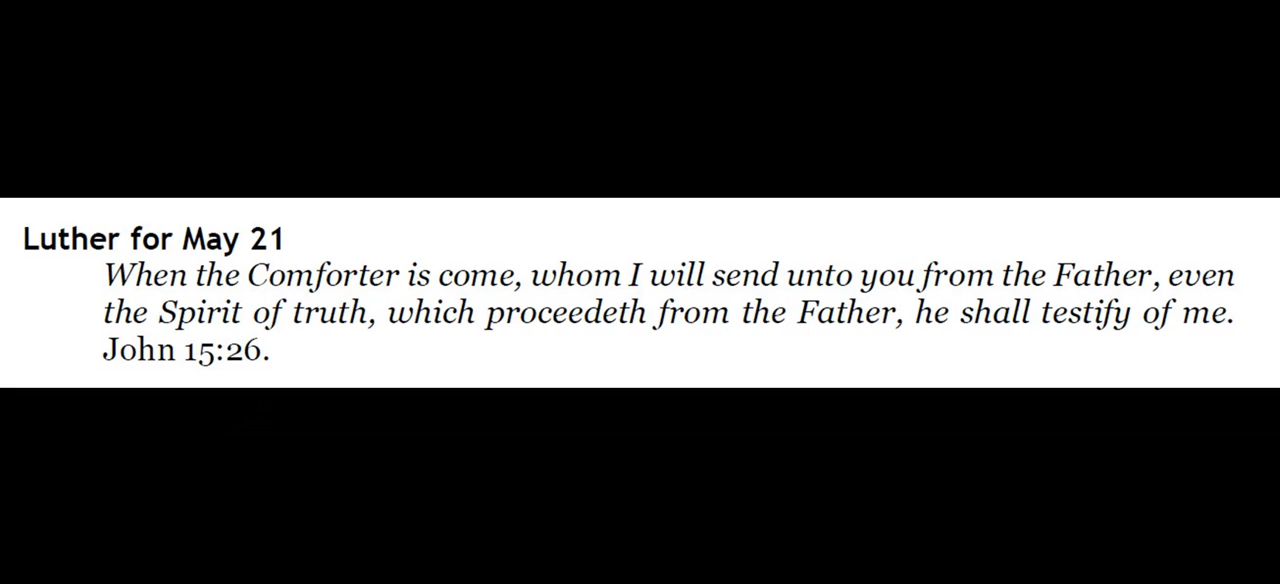 Luther for May 21
When the Comforter is come, whom I will send unto you from the Father, even
the Spirit of truth, which proceedeth from the Father, he shall testify of me.
John 15:26.